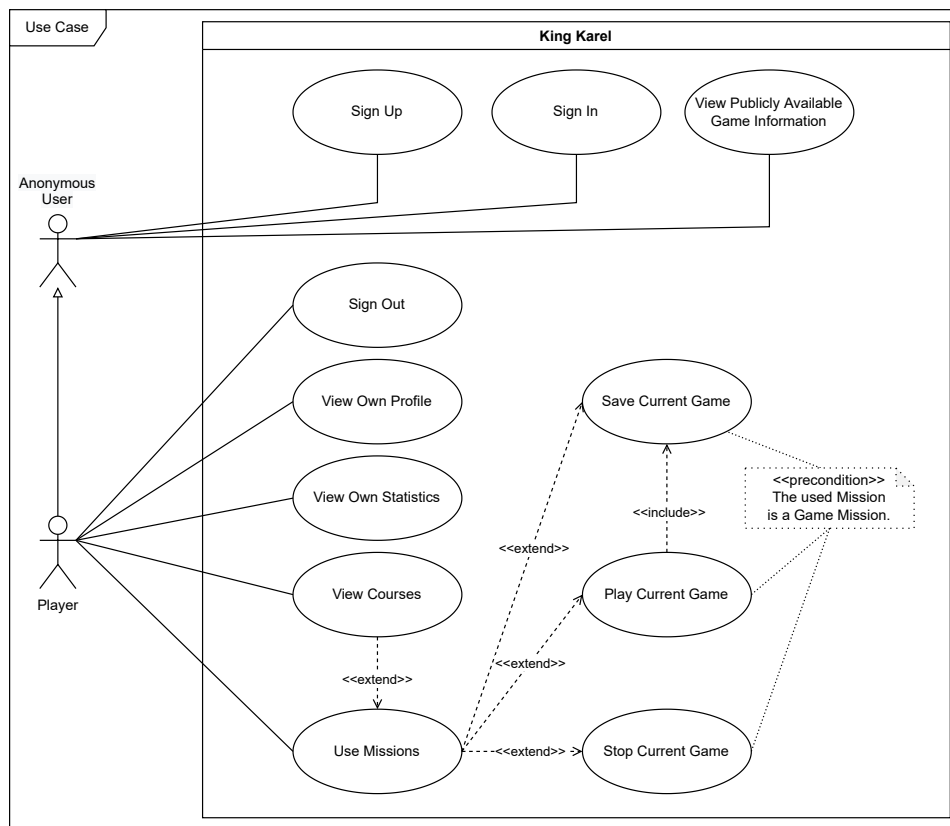 Use Case
King Karel
Sign Up
Sign In
View Publicly Available
Game Information
Anonymous
User
Sign Out
View Own Profile
Save Current Game
View Own Statistics
<<precondition>>
The used Mission
is a Game Mission.
<<include>>
<<extend>>
View Courses
Play Current Game
Player
<<extend>>
<<extend>>
Use Missions
<<extend>>
Stop Current Game